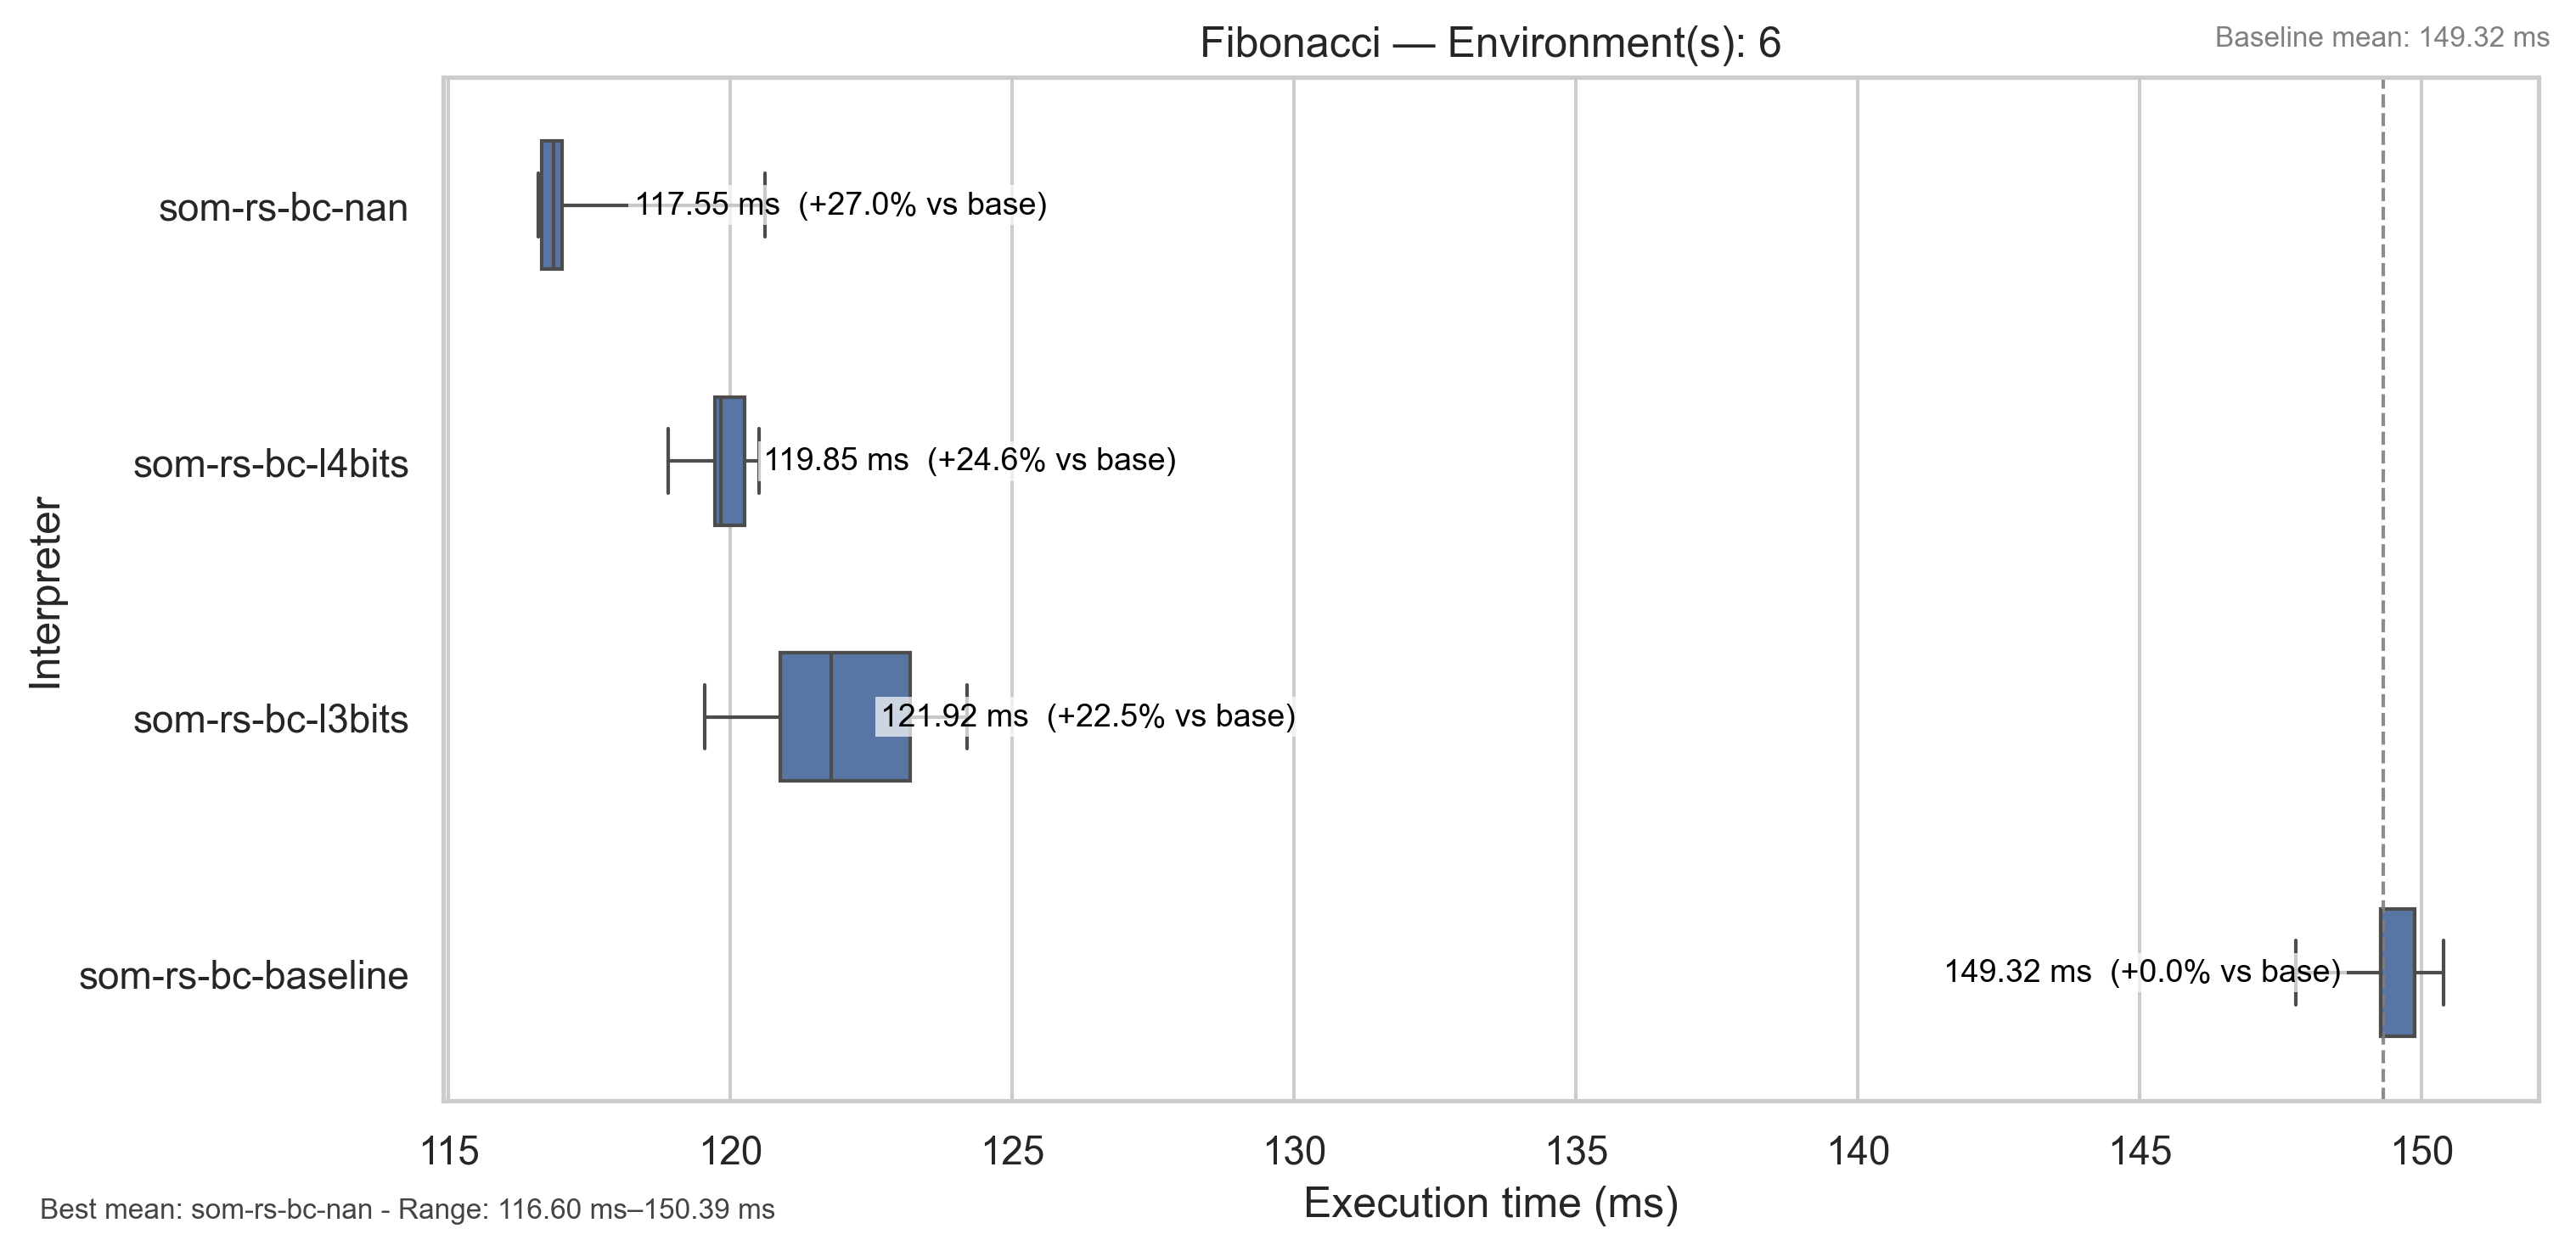 Fibonacci — Environment(s): 6
Baseline mean: 149.32 ms
Interpreter
som-rs-bc-nan
117.55 ms (+27.0% vs base)
som-rs-bc-l4bits
119.85 ms (+24.6% vs base)
som-rs-bc-l3bits
121.92 ms (+22.5% vs base)
som-rs-bc-baseline
149.32 ms (+0.0% vs base)
115 120 125 130 135 140 145 150
Execution time (ms)
Best mean: som-rs-bc-nan - Range: 116.60 ms–150.39 ms